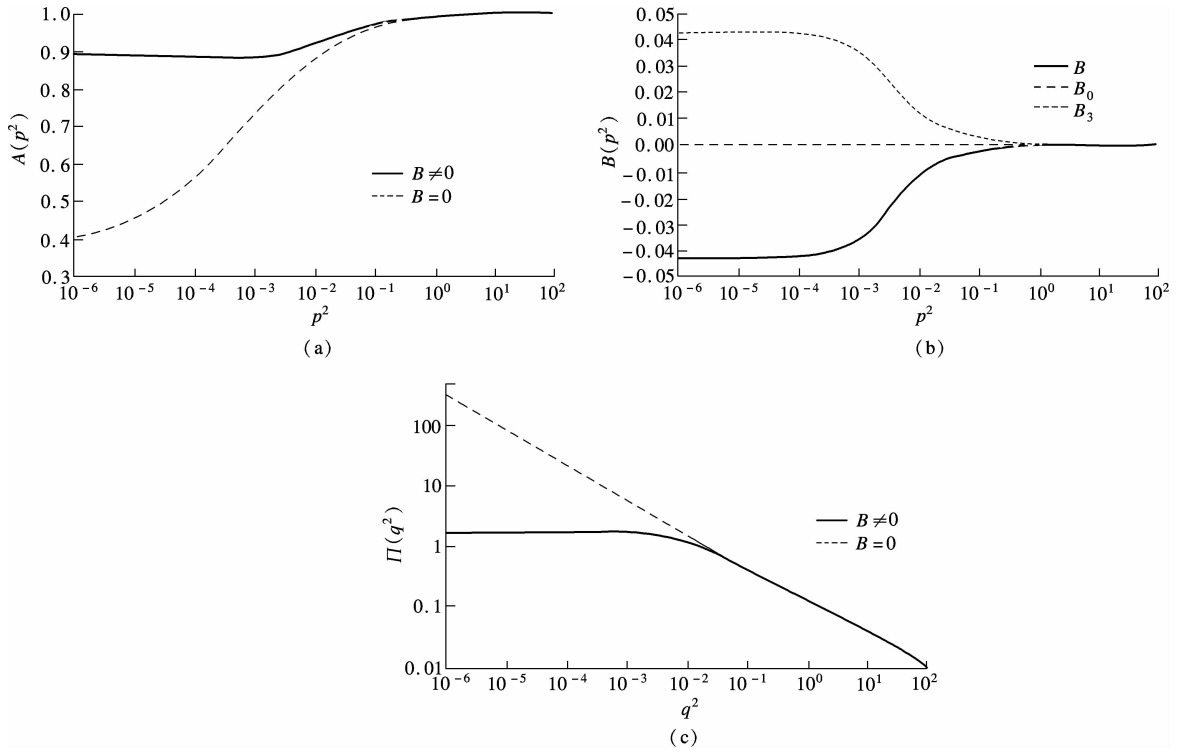 1.0
0.9
0.8
0.7
0.6
0.5
0.4
0.3
A(p²)
B≠0
B=0
10⁻⁶ 10⁻⁵ 10⁻⁴ 10⁻³ 10⁻² 10⁻¹ 10⁰ 10¹ 10²
p²
(a)
0.05
0.04
0.05
0.02
0.01
0.00
−0.01
−0.02
−0.03
−0.04
−0.05
B(p²)
B
B₀
B₃
10⁻⁶ 10⁻⁵ 10⁻⁴ 10⁻³ 10⁻² 10⁻¹ 10⁰ 10¹ 10²
p²
(b)
100
10
1
0.1
0.01
Π(q²)
B≠0
B=0
10⁻⁶ 10⁻⁵ 10⁻⁴ 10⁻³ 10⁻² 10⁻¹ 10⁰ 10¹ 10²
q²
(c)